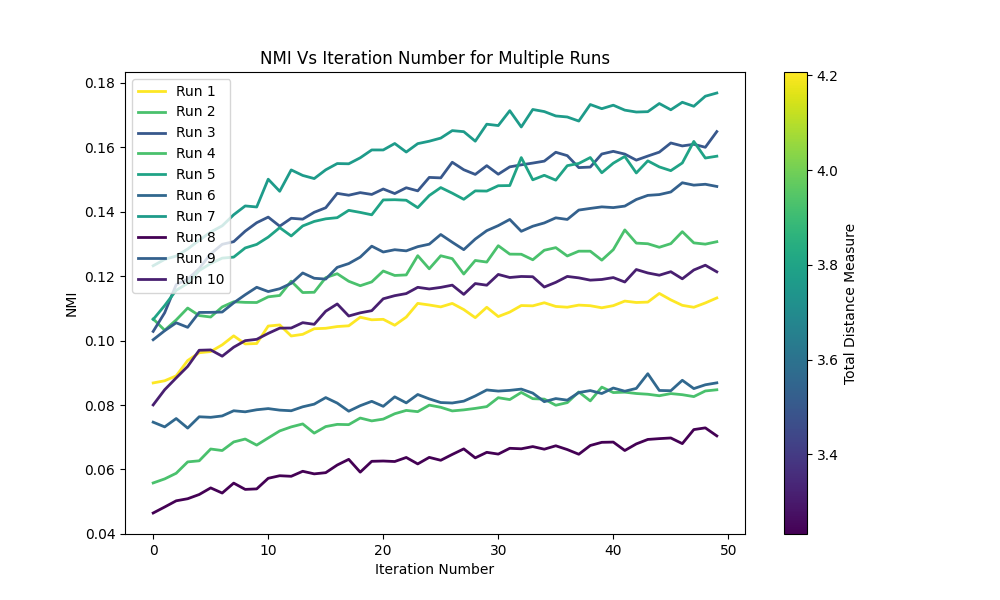 NMI Vs Iteration Number for Multiple Runs
0.18
0.16
0.14
0.12
0.10
0.08
0.06
0.04
NMI
Run 1
Run 2
Run 3
Run 4
Run 5
Run 6
Run 7
Run 8
Run 9
Run 10
0 10 20 30 40 50
Iteration Number
4.2
4.0
3.8
3.6
3.4
Total Distance Measure